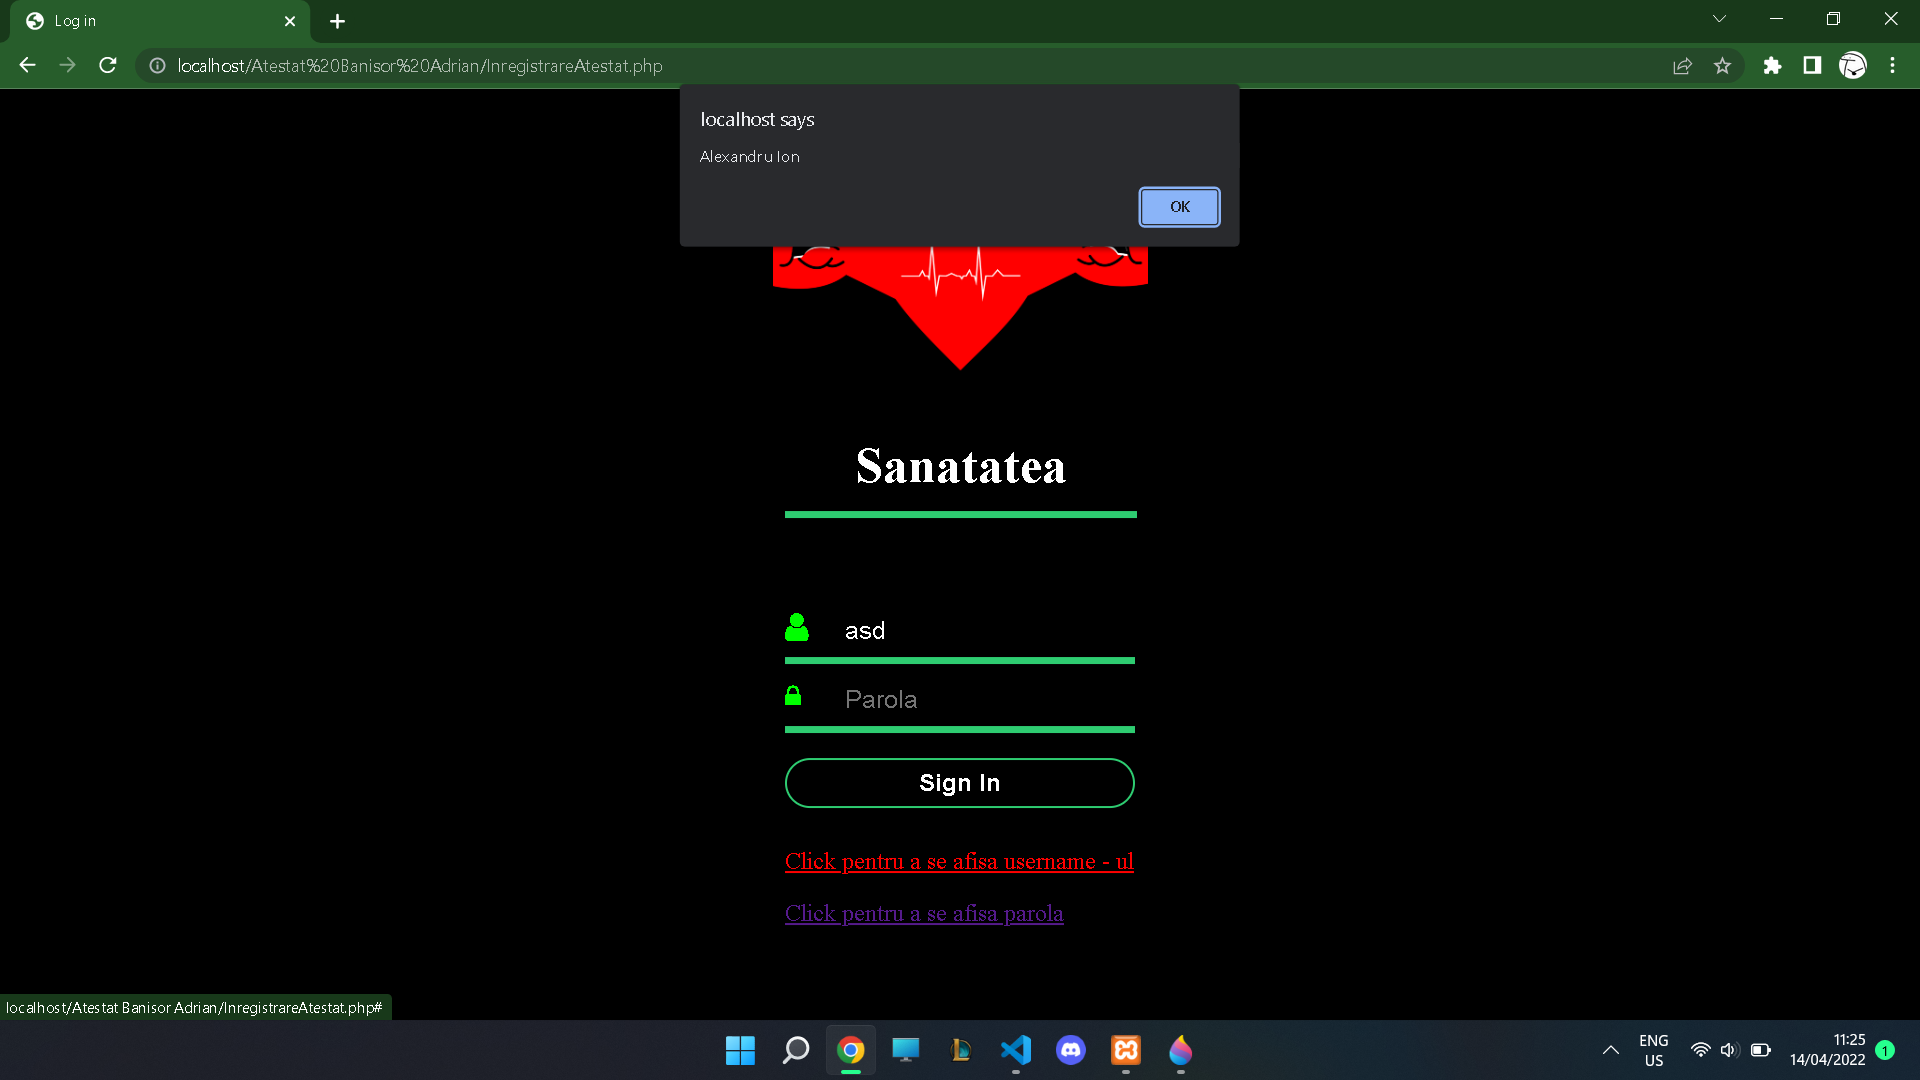 Log in
localhost/Atestat%20Banisor%20Adrian/InregistrareAtestat.php
localhost says
Alexandru Ion
OK
Sanatatea
asd
Parola
Sign In
Click pentru a se afisa username - ul
Click pentru a se afisa parola
localhost/Atestat Banisor Adrian/InregistrareAtestat.php#
ENG
US
11:25
14/04/2022
1